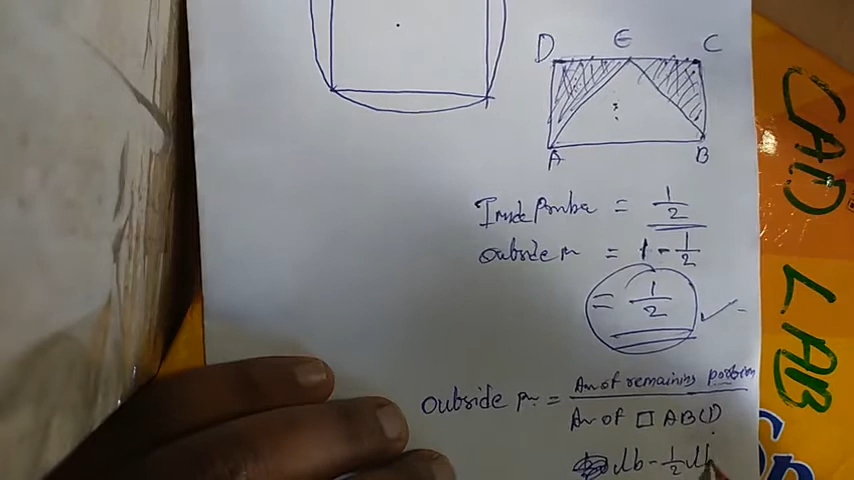 D E C
A B
Inside Proba = 1/2
Outside Pr = 1 - 1/2
= 1/2
Outside Pr = Ar of remaining portion / Ar of □ ABCD
lb - 1/2 lb
CAD LAB